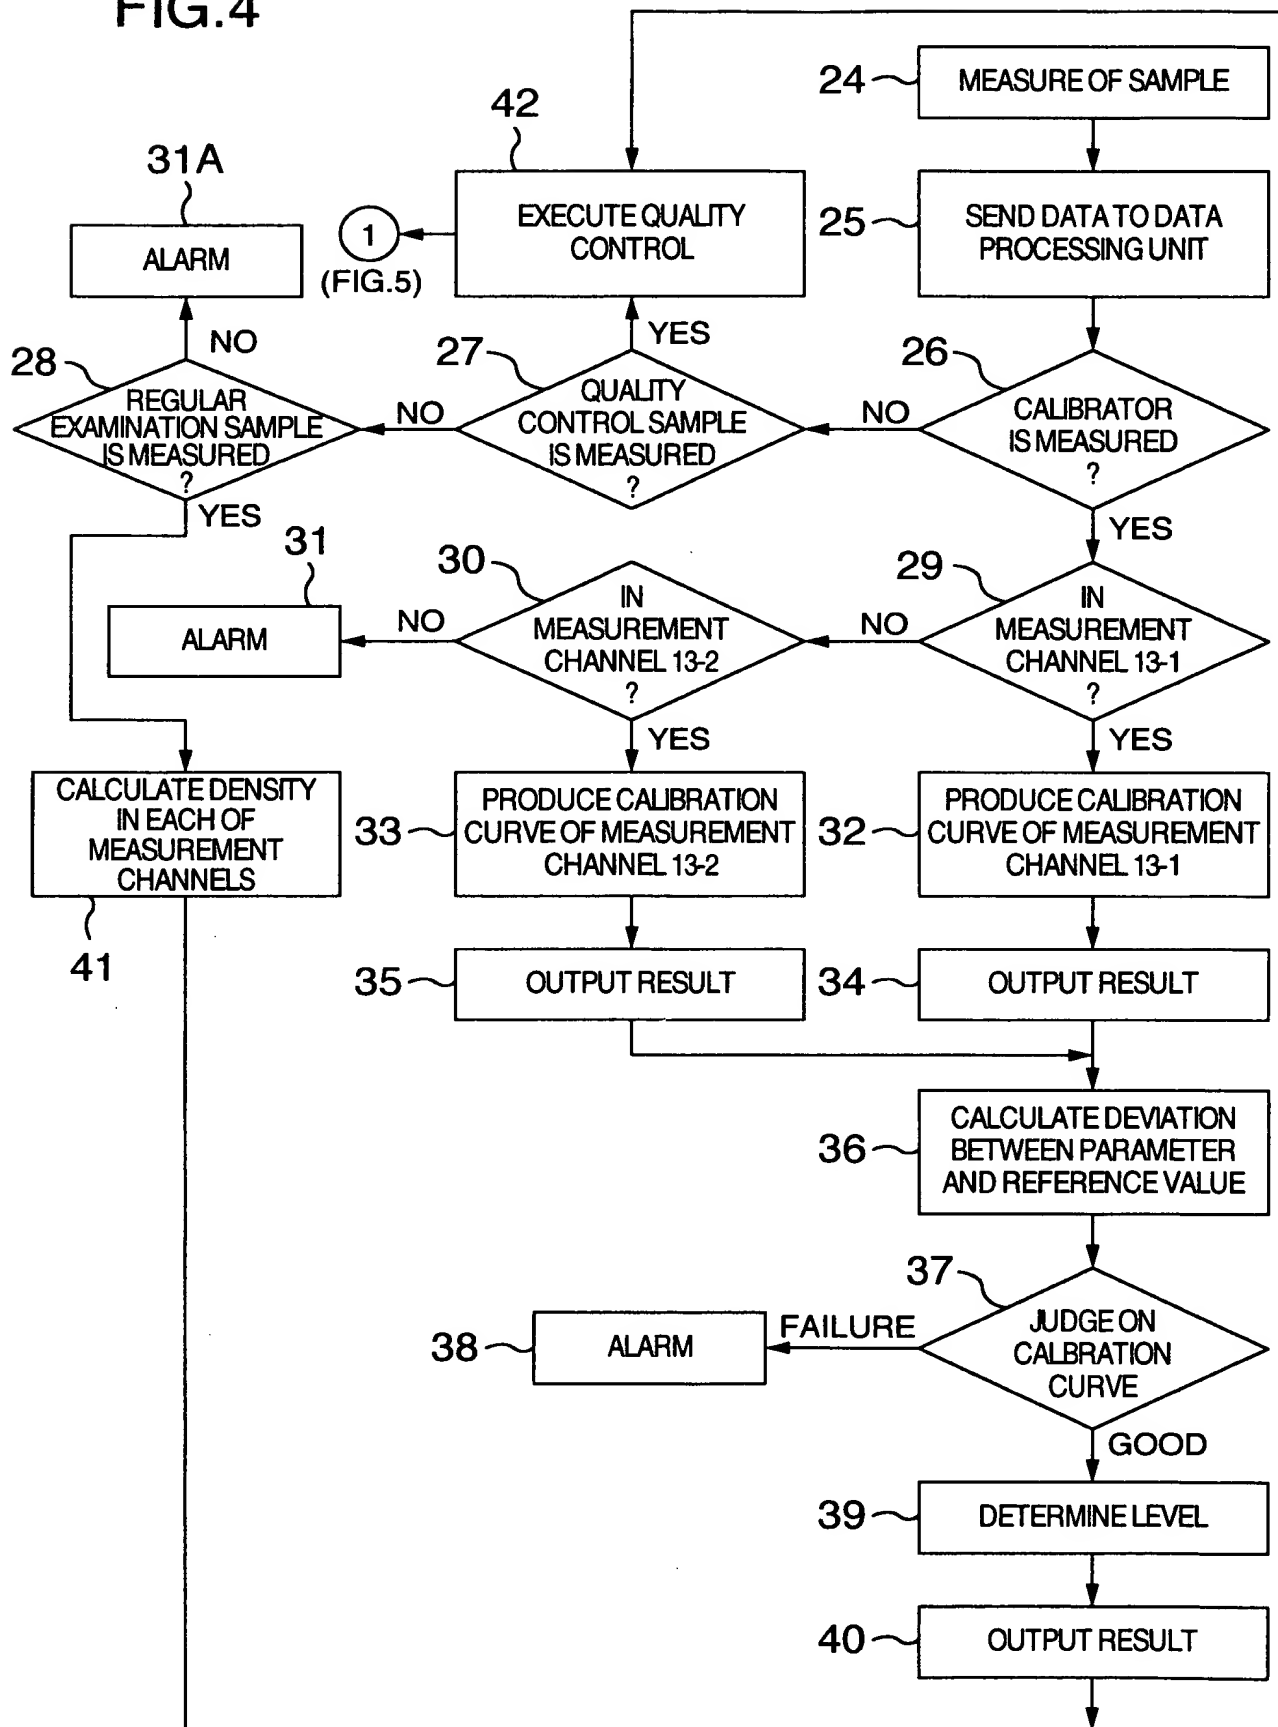 FIG.4
24
MEASURE OF SAMPLE
42
31A
EXECUTE QUALITY
CONTROL
25
SEND DATA TO DATA
PROCESSING UNIT
1
(FIG.5)
ALARM
NO
YES
28
REGULAR
EXAMINATION SAMPLE
IS MEASURED
?
NO
27
QUALITY
CONTROL SAMPLE
IS MEASURED
?
NO
26
CALIBRATOR
IS MEASURED
?
YES
YES
31
ALARM
NO
30
IN
MEASUREMENT
CHANNEL 13-2
?
NO
29
IN
MEASUREMENT
CHANNEL 13-1
?
YES
YES
CALCULATE DENSITY
IN EACH OF
MEASUREMENT
CHANNELS
41
33
PRODUCE CALIBRATION
CURVE OF MEASUREMENT
CHANNEL 13-2
32
PRODUCE CALIBRATION
CURVE OF MEASUREMENT
CHANNEL 13-1
35
OUTPUT RESULT
34
OUTPUT RESULT
36
CALCULATE DEVIATION
BETWEEN PARAMETER
AND REFERENCE VALUE
37
JUDGE ON
CALBRATION
CURVE
FAILURE
38
ALARM
GOOD
39
DETERMINE LEVEL
40
OUTPUT RESULT